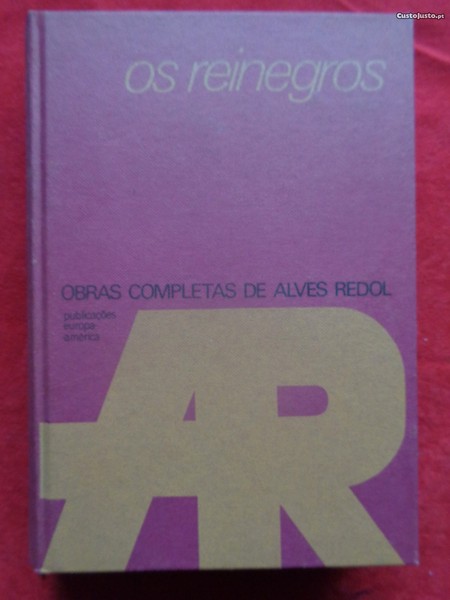 CustoJusto.pt
os reinegros
OBRAS COMPLETAS DE ALVES REDOL
publicações
europa
américa
AR